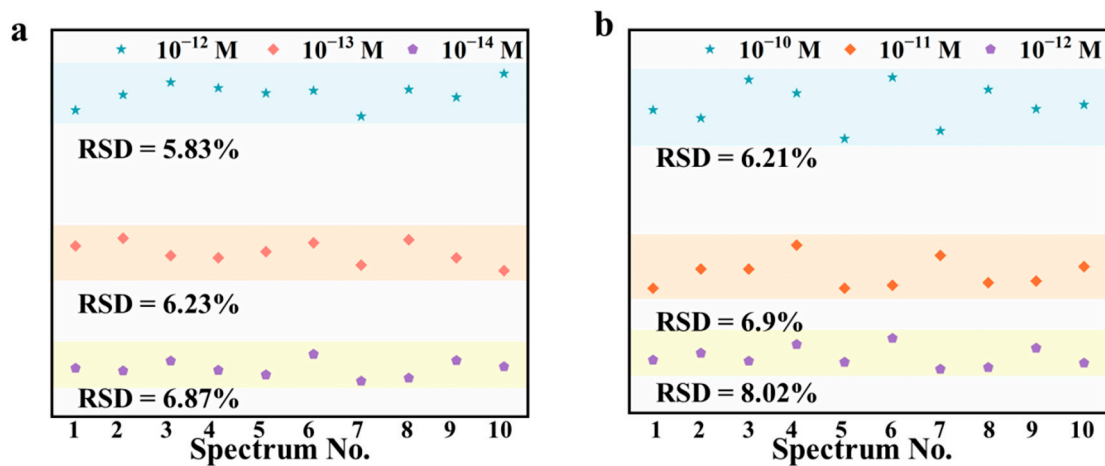 a
10⁻¹² M 10⁻¹³ M 10⁻¹⁴ M
RSD = 5.83%
RSD = 6.23%
RSD = 6.87%
1 2 3 4 5 6 7 8 9 10
Spectrum No.
b
10⁻¹⁰ M 10⁻¹¹ M 10⁻¹² M
RSD = 6.21%
RSD = 6.9%
RSD = 8.02%
1 2 3 4 5 6 7 8 9 10
Spectrum No.